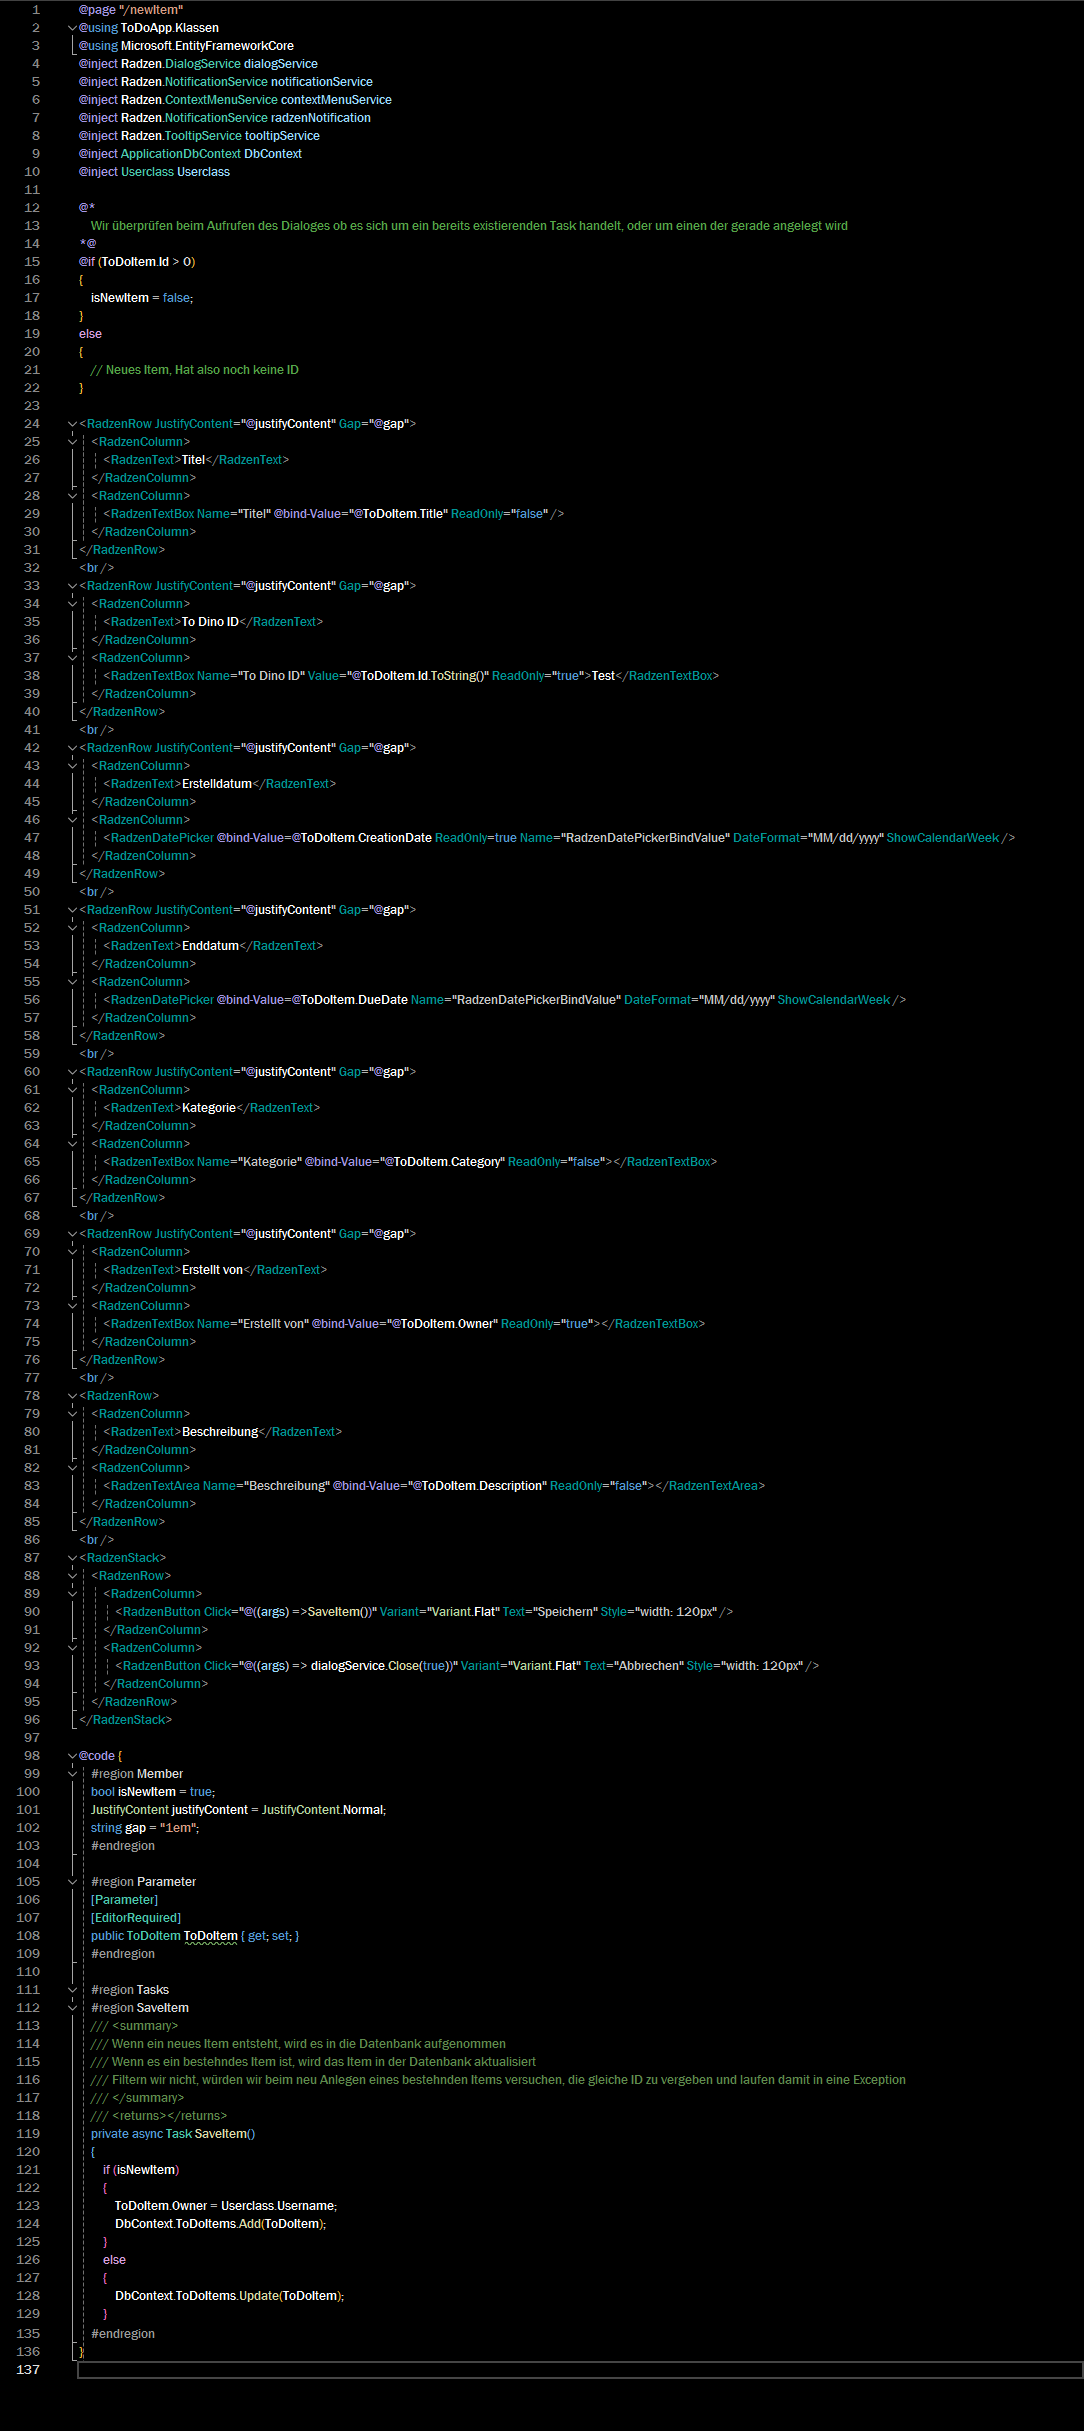 1 @page "/newItem"
2 @using ToDoApp.Klassen
3 @using Microsoft.EntityFrameworkCore
4 @inject Radzen.DialogService dialogService
5 @inject Radzen.NotificationService notificationService
6 @inject Radzen.ContextMenuService contextMenuService
7 @inject Radzen.NotificationService radzenNotification
8 @inject Radzen.TooltipService tooltipService
9 @inject ApplicationDbContext DbContext
10 @inject Userclass Userclass
11
12 @*
13 Wir überprüfen beim Aufrufen des Dialoges ob es sich um ein bereits existierenden Task handelt, oder um einen der gerade angelegt wird
14 *@
15 @if (ToDoItem.Id > 0)
16 {
17 isNewItem = false;
18 }
19 else
20 {
21 // Neues Item, Hat also noch keine ID
22 }
23
24 <RadzenRow JustifyContent="@justifyContent" Gap="@gap">
25 <RadzenColumn>
26 <RadzenText>Titel</RadzenText>
27 </RadzenColumn>
28 <RadzenColumn>
29 <RadzenTextBox Name="Titel" @bind-Value="@ToDoItem.Title" ReadOnly="false" />
30 </RadzenColumn>
31 </RadzenRow>
32 <br />
33 <RadzenRow JustifyContent="@justifyContent" Gap="@gap">
34 <RadzenColumn>
35 <RadzenText>To Dino ID</RadzenText>
36 </RadzenColumn>
37 <RadzenColumn>
38 <RadzenTextBox Name="To Dino ID" Value="@ToDoItem.Id.ToString()" ReadOnly="true">Test</RadzenTextBox>
39 </RadzenColumn>
40 </RadzenRow>
41 <br />
42 <RadzenRow JustifyContent="@justifyContent" Gap="@gap">
43 <RadzenColumn>
44 <RadzenText>Erstelldatum</RadzenText>
45 </RadzenColumn>
46 <RadzenColumn>
47 <RadzenDatePicker @bind-Value=@ToDoItem.CreationDate ReadOnly=true Name="RadzenDatePickerBindValue" DateFormat="MM/dd/yyyy" ShowCalendarWeek />
48 </RadzenColumn>
49 </RadzenRow>
50 <br />
51 <RadzenRow JustifyContent="@justifyContent" Gap="@gap">
52 <RadzenColumn>
53 <RadzenText>Enddatum</RadzenText>
54 </RadzenColumn>
55 <RadzenColumn>
56 <RadzenDatePicker @bind-Value=@ToDoItem.DueDate Name="RadzenDatePickerBindValue" DateFormat="MM/dd/yyyy" ShowCalendarWeek />
57 </RadzenColumn>
58 </RadzenRow>
59 <br />
60 <RadzenRow JustifyContent="@justifyContent" Gap="@gap">
61 <RadzenColumn>
62 <RadzenText>Kategorie</RadzenText>
63 </RadzenColumn>
64 <RadzenColumn>
65 <RadzenTextBox Name="Kategorie" @bind-Value="@ToDoItem.Category" ReadOnly="false"></RadzenTextBox>
66 </RadzenColumn>
67 </RadzenRow>
68 <br />
69 <RadzenRow JustifyContent="@justifyContent" Gap="@gap">
70 <RadzenColumn>
71 <RadzenText>Erstellt von</RadzenText>
72 </RadzenColumn>
73 <RadzenColumn>
74 <RadzenTextBox Name="Erstellt von" @bind-Value="@ToDoItem.Owner" ReadOnly="true"></RadzenTextBox>
75 </RadzenColumn>
76 </RadzenRow>
77 <br />
78 <RadzenRow>
79 <RadzenColumn>
80 <RadzenText>Beschreibung</RadzenText>
81 </RadzenColumn>
82 <RadzenColumn>
83 <RadzenTextArea Name="Beschreibung" @bind-Value="@ToDoItem.Description" ReadOnly="false"></RadzenTextArea>
84 </RadzenColumn>
85 </RadzenRow>
86 <br />
87 <RadzenStack>
88 <RadzenRow>
89 <RadzenColumn>
90 <RadzenButton Click="@((args) =>SaveItem())" Variant="Variant.Flat" Text="Speichern" Style="width: 120px" />
91 </RadzenColumn>
92 <RadzenColumn>
93 <RadzenButton Click="@((args) => dialogService.Close(true))" Variant="Variant.Flat" Text="Abbrechen" Style="width: 120px" />
94 </RadzenColumn>
95 </RadzenRow>
96 </RadzenStack>
97
98 @code {
99 #region Member
100 bool isNewItem = true;
101 JustifyContent justifyContent = JustifyContent.Normal;
102 string gap = "1em";
103 #endregion
104
105 #region Parameter
106 [Parameter]
107 [EditorRequired]
108 public ToDoItem ToDoItem { get; set; }
109 #endregion
110
111 #region Tasks
112 #region SaveItem
113 /// <summary>
114 /// Wenn ein neues Item entsteht, wird es in die Datenbank aufgenommen
115 /// Wenn es ein bestehndes Item ist, wird das Item in der Datenbank aktualisiert
116 /// Filtern wir nicht, würden wir beim neu Anlegen eines bestehnden Items versuchen, die gleiche ID zu vergeben und laufen damit in eine Exception
117 /// </summary>
118 /// <returns></returns>
119 private async Task SaveItem()
120 {
121 if (isNewItem)
122 {
123 ToDoItem.Owner = Userclass.Username;
124 DbContext.ToDoItems.Add(ToDoItem);
125 }
126 else
127 {
128 DbContext.ToDoItems.Update(ToDoItem);
129 }
135 #endregion
136 }
137